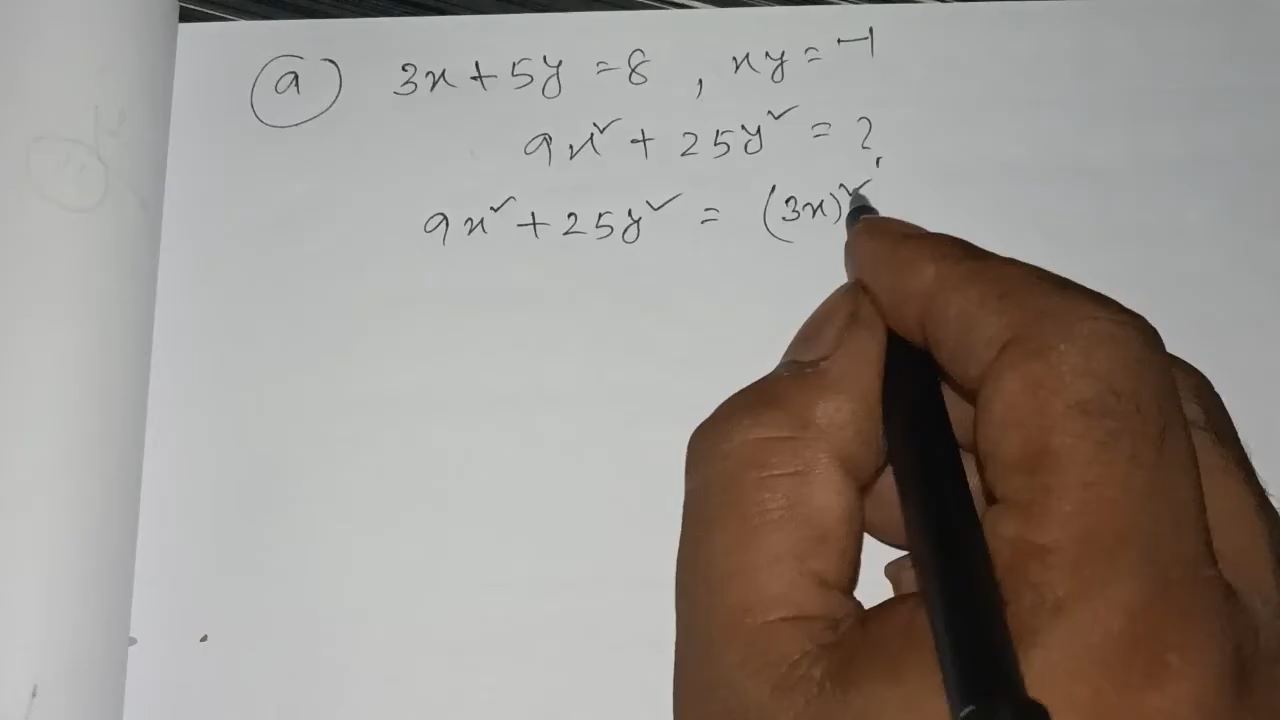 a 3x + 5y = 8 , xy = -1
9x² + 25y² = ?
9x² + 25y² = (3x)²